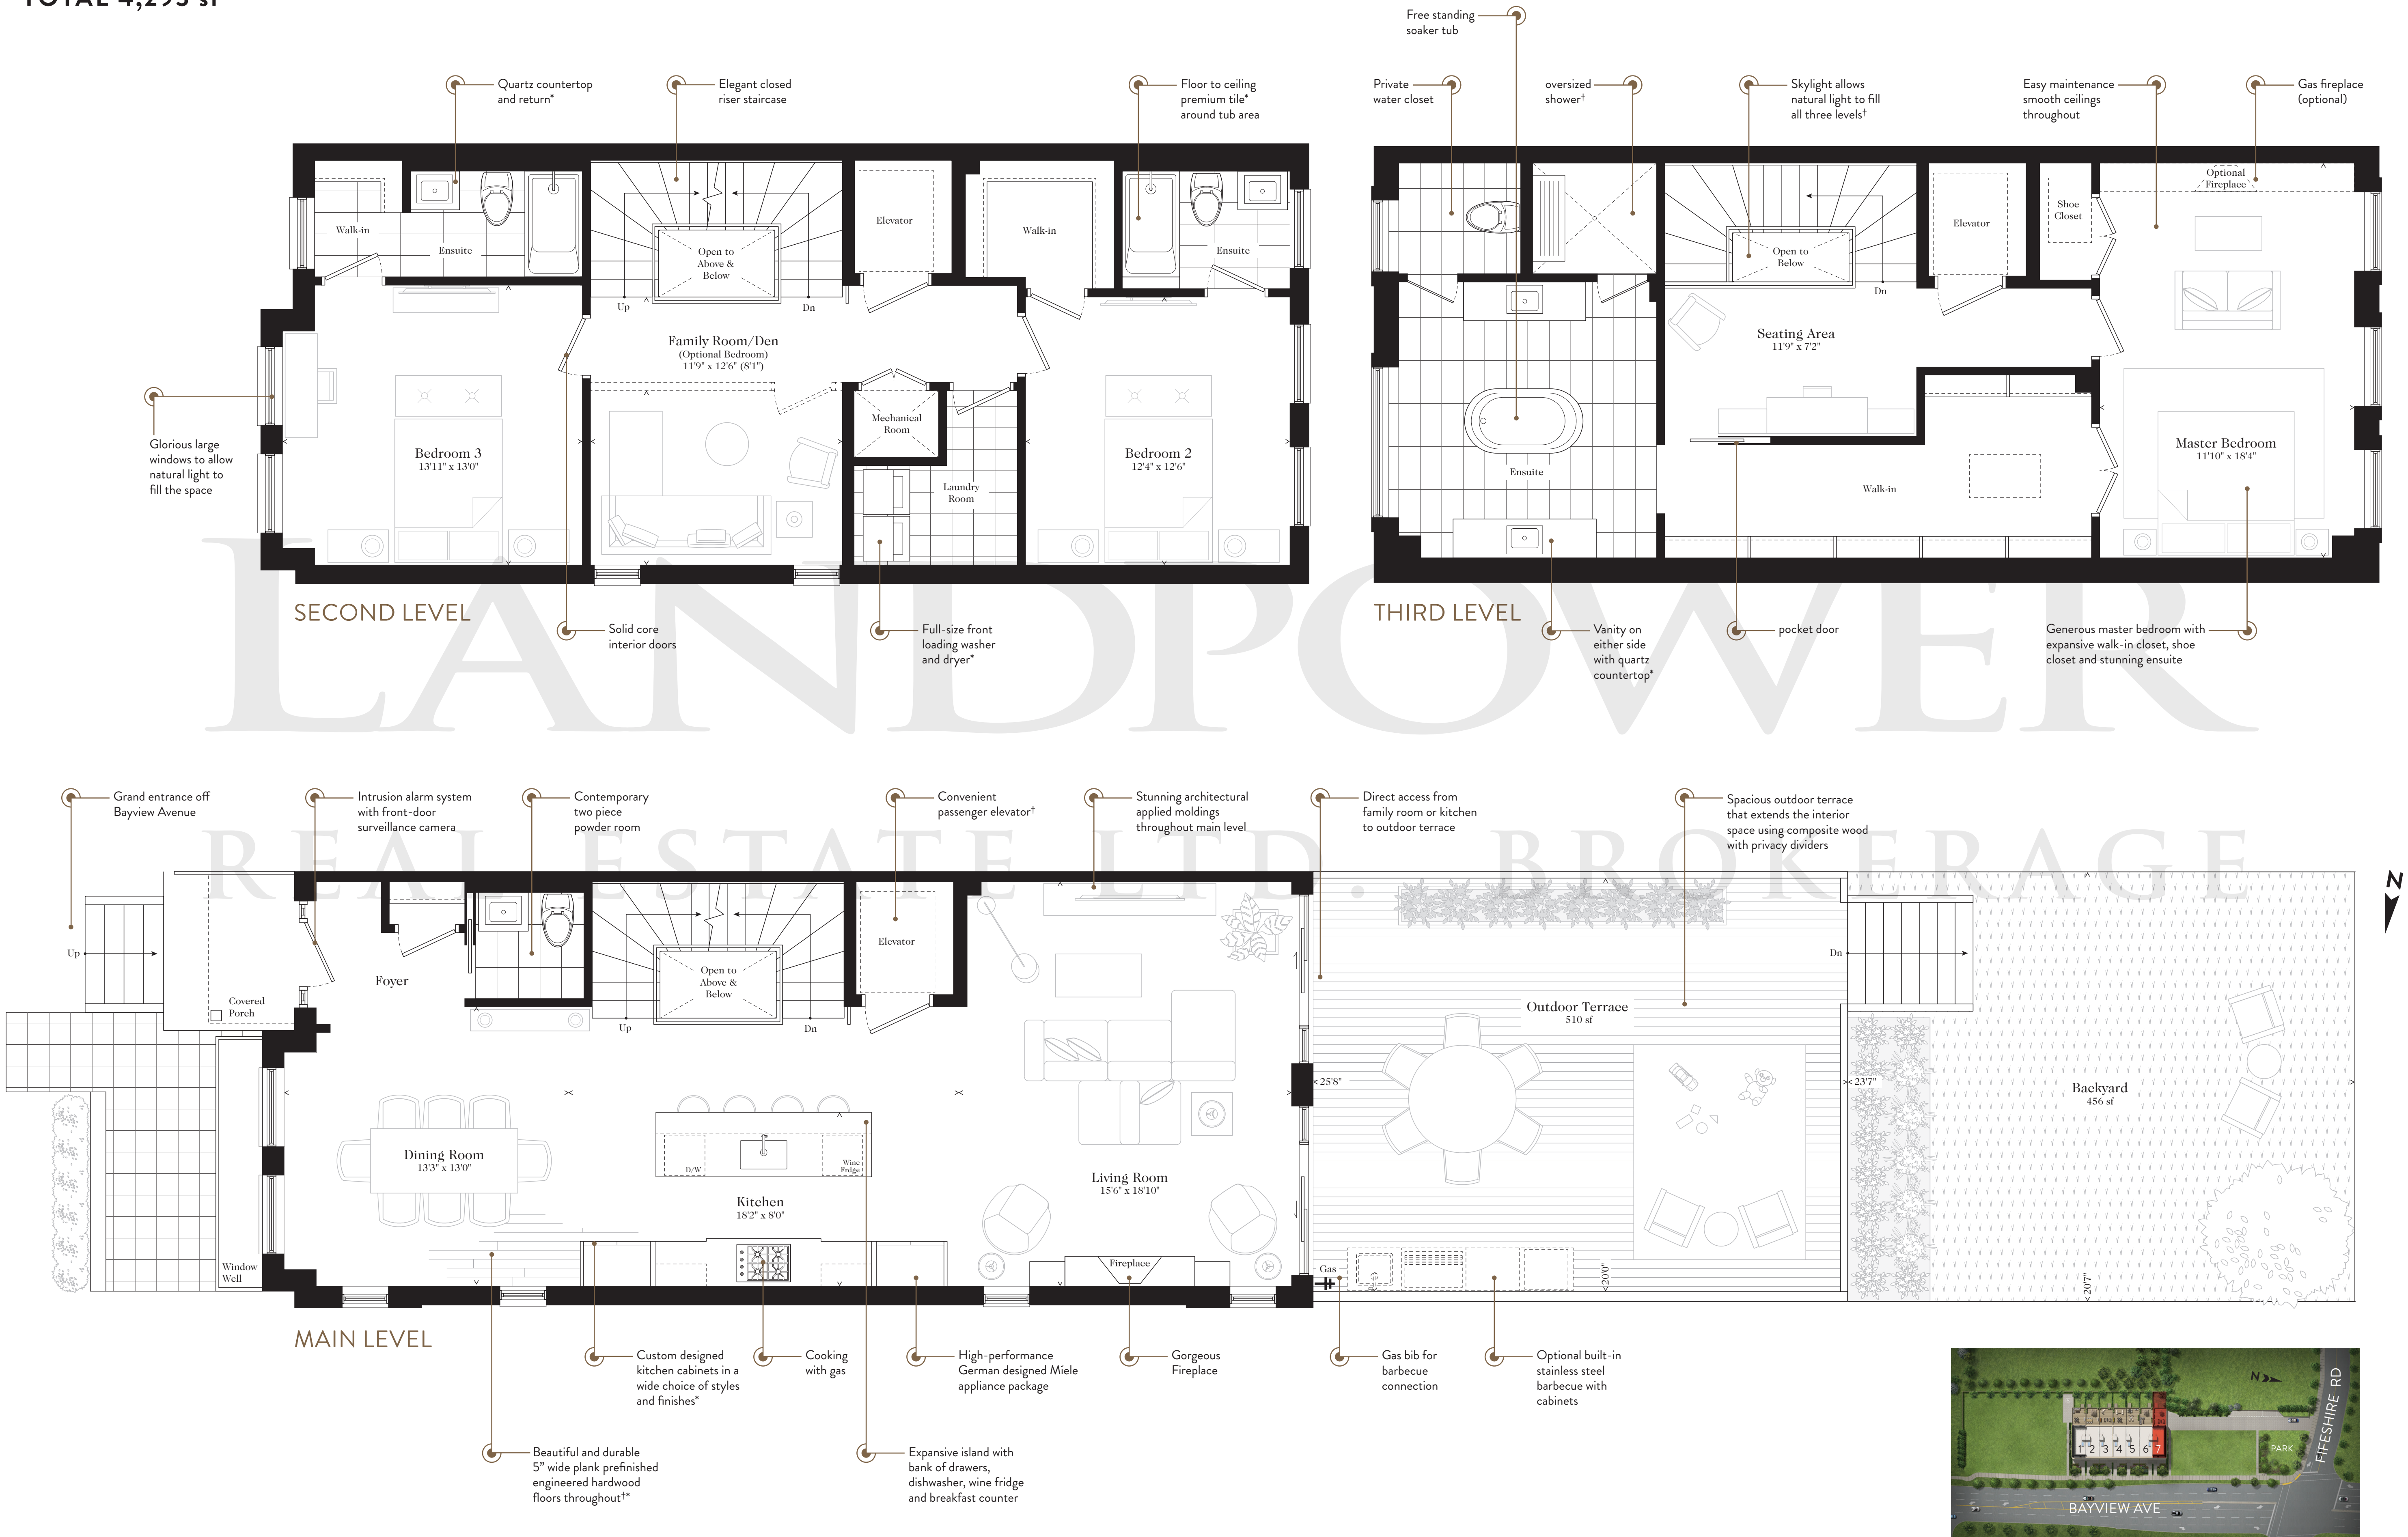 TOTAL 4,293 sf
Free standing
soaker tub
Quartz countertop
and return*
Elegant closed
riser staircase
Floor to ceiling
premium tile*
around tub area
Private
water closet
oversized
shower†
Skylight allows
natural light to fill
all three levels†
Easy maintenance
smooth ceilings
throughout
Gas fireplace
(optional)
Walk-in
Ensuite
Open to
Above &
Below
Up
Dn
Elevator
Walk-in
Ensuite
Family Room/Den
(Optional Bedroom)
11'9" x 12'6" (8'1")
Mechanical
Room
Laundry
Room
Bedroom 3
13'11" x 13'0"
Bedroom 2
12'4" x 12'6"
Glorious large
windows to allow
natural light to
fill the space
Open to
Below
Dn
Elevator
Shoe
Closet
Optional
Fireplace
Seating Area
11'9" x 7'2"
Ensuite
Walk-in
Master Bedroom
11'10" x 18'4"
SECOND LEVEL
Solid core
interior doors
Full-size front
loading washer
and dryer*
THIRD LEVEL
Vanity on
either side
with quartz
countertop*
pocket door
Generous master bedroom with
expansive walk-in closet, shoe
closet and stunning ensuite
LANDPOWER
REAL ESTATE LTD. BROKERAGE
Grand entrance off
Bayview Avenue
Intrusion alarm system
with front-door
surveillance camera
Contemporary
two piece
powder room
Convenient
passenger elevator†
Stunning architectural
applied moldings
throughout main level
Direct access from
family room or kitchen
to outdoor terrace
Spacious outdoor terrace
that extends the interior
space using composite wood
with privacy dividers
N
Up
Covered
Porch
Foyer
Open to
Above &
Below
Up
Dn
Elevator
Dn
Outdoor Terrace
510 sf
25'8"
23'7"
Backyard
456 sf
Dining Room
13'3" x 13'0"
D/W
Wine
Frdge
Kitchen
18'2" x 8'0"
Living Room
15'6" x 18'10"
Fireplace
Window
Well
Gas
20'0"
20'7"
MAIN LEVEL
Custom designed
kitchen cabinets in a
wide choice of styles
and finishes*
Cooking
with gas
High-performance
German designed Miele
appliance package
Gorgeous
Fireplace
Gas bib for
barbecue
connection
Optional built-in
stainless steel
barbecue with
cabinets
Beautiful and durable
5” wide plank prefinished
engineered hardwood
floors throughout†*
Expansive island with
bank of drawers,
dishwasher, wine fridge
and breakfast counter
N
FIFESHIRE RD
1 2 3 4 5 6 7
PARK
BAYVIEW AVE